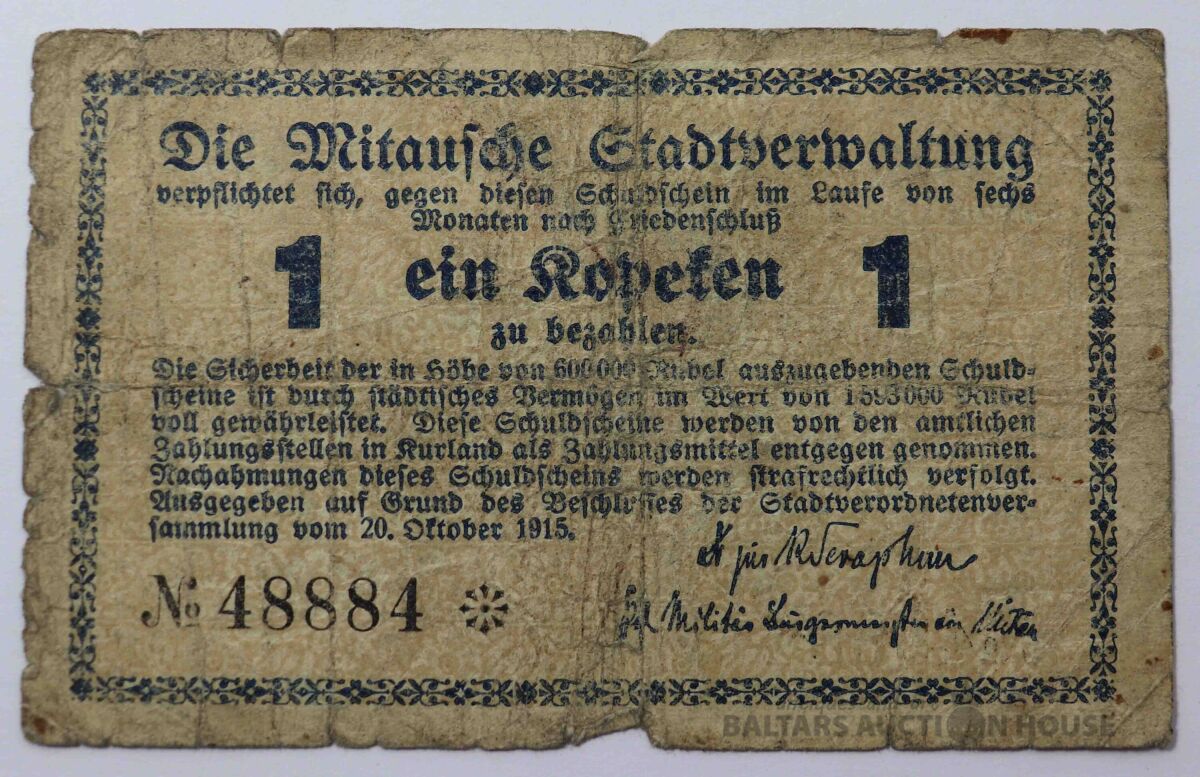 Die Mitausche Stadtverwaltung
verpflichtet sich, gegen diesen Schuldschein im Laufe von sechs
Monaten nach Friedenschluß
1 ein Kopeken 1
zu bezahlen.
Die Sicherheit der in Höhe von 600000 Rubel auszugebenden Schuld-
scheine ist durch städtisches Vermögen im Wert von 1593000 Rubel
voll gewährleistet. Diese Schuldscheine werden von den amtlichen
Zahlungsstellen in Kurland als Zahlungsmittel entgegen genommen.
Nachahmungen dieses Schuldscheins werden strafrechtlich verfolgt.
Ausgegeben auf Grund des Beschlusses der Stadtverordnetenver-
sammlung vom 20. Oktober 1915.
№ 48884
BALTARS AUCTION HOUSE